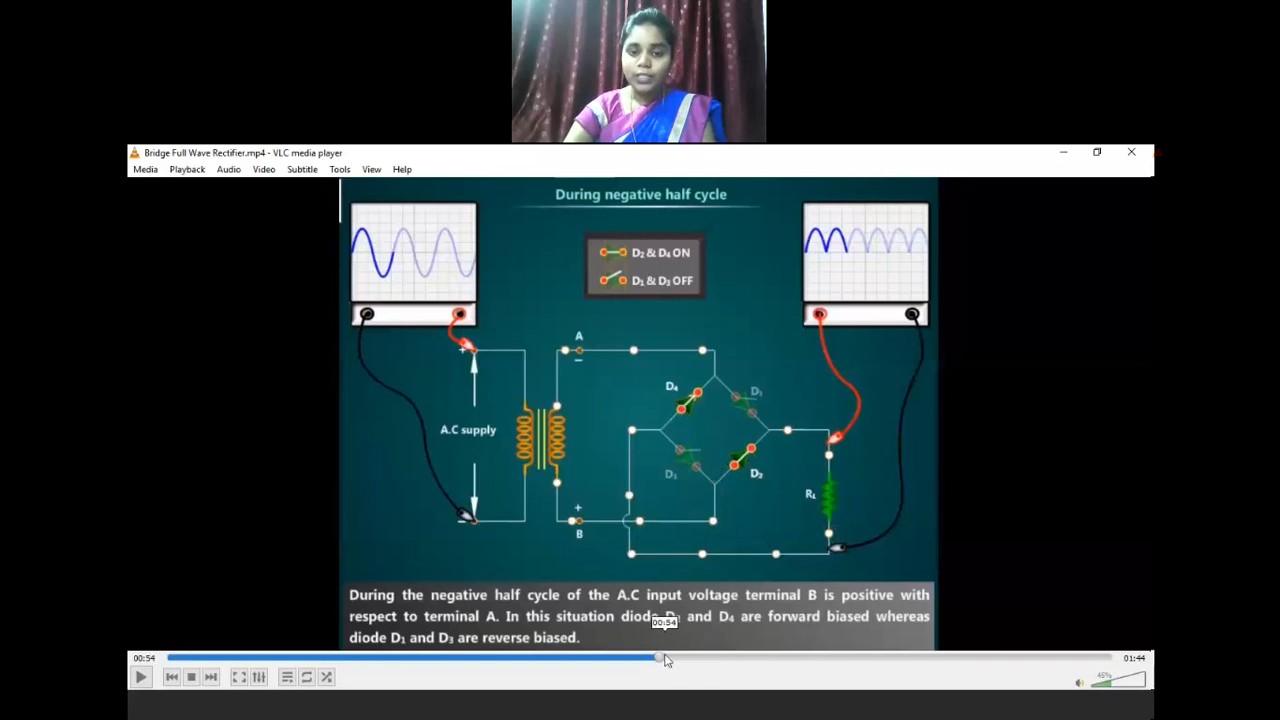 Bridge Full Wave Rectifier.mp4 - VLC media player
Media Playback Audio Video Subtitle Tools View Help
During negative half cycle
D₂ & D₄ ON
D₁ & D₃ OFF
A
−
+
D₄
D₁
A.C supply
D₂
R_L
+
−
B
During the negative half cycle of the A.C input voltage terminal B is positive with
respect to terminal A. In this situation diode and D₄ are forward biased whereas
diode D₁ and D₃ are reverse biased.
00:54
00:54
01:44
45%